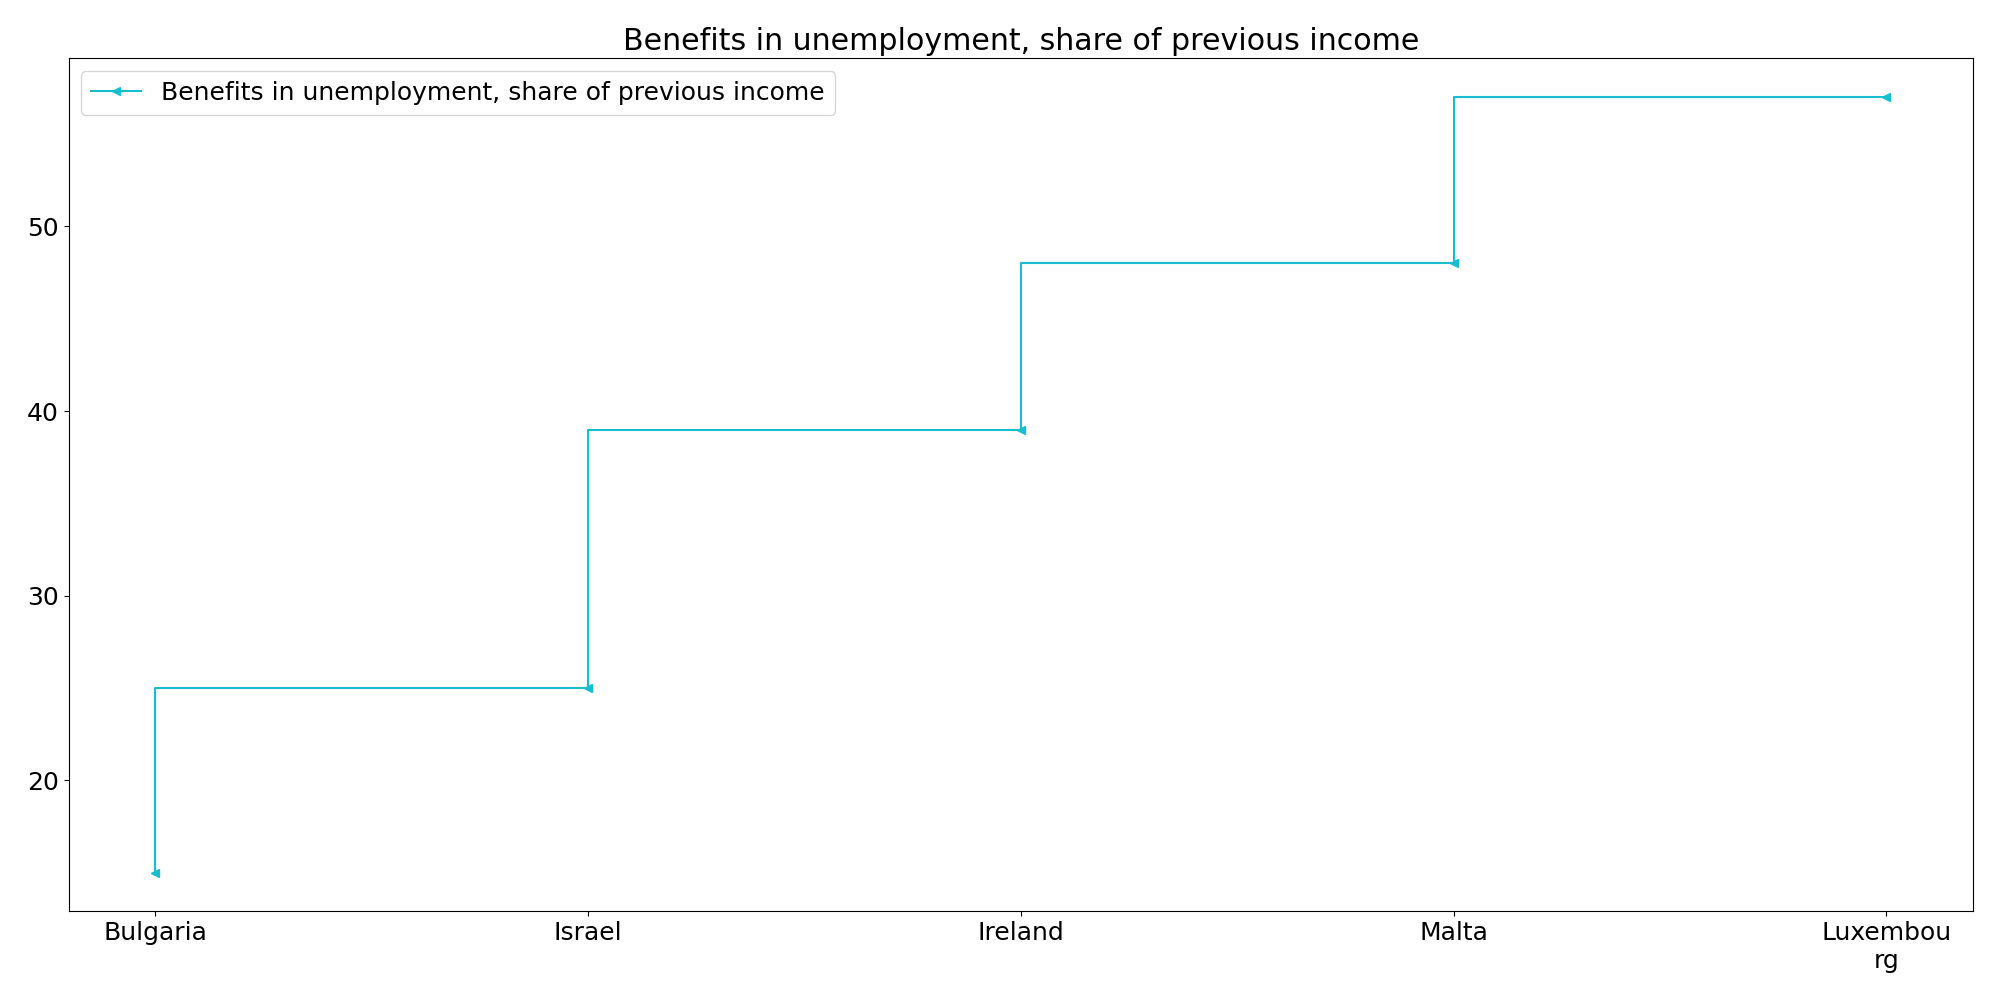 Benefits in unemployment, share of previous income
Benefits in unemployment, share of previous income
50
40
30
20
Bulgaria
Israel
Ireland
Malta
Luxembou
rg